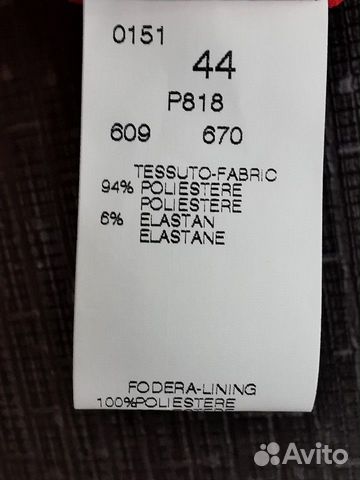 0151
44
P818
609 670
TESSUTO-FABRIC
94% POLIESTERE
POLIESTERE
6% ELASTAN
ELASTANE
FODERA-LINING
100%POLIESTERE
Avito